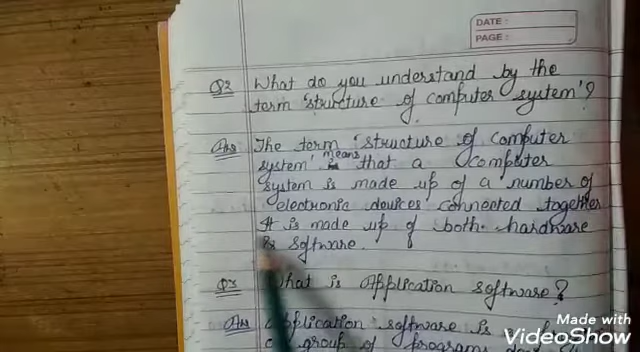 DATE :
PAGE :
Q2 What do you understand by the
term 'structure of computer system'?
Ans The term 'structure of computer
system' means that a computer
system is made up of a number of
electronic devices connected together
It is made up of both hardware
& software.
Q3 What is Application software?
Ans Application software is
group of programs
Made with
VideoShow